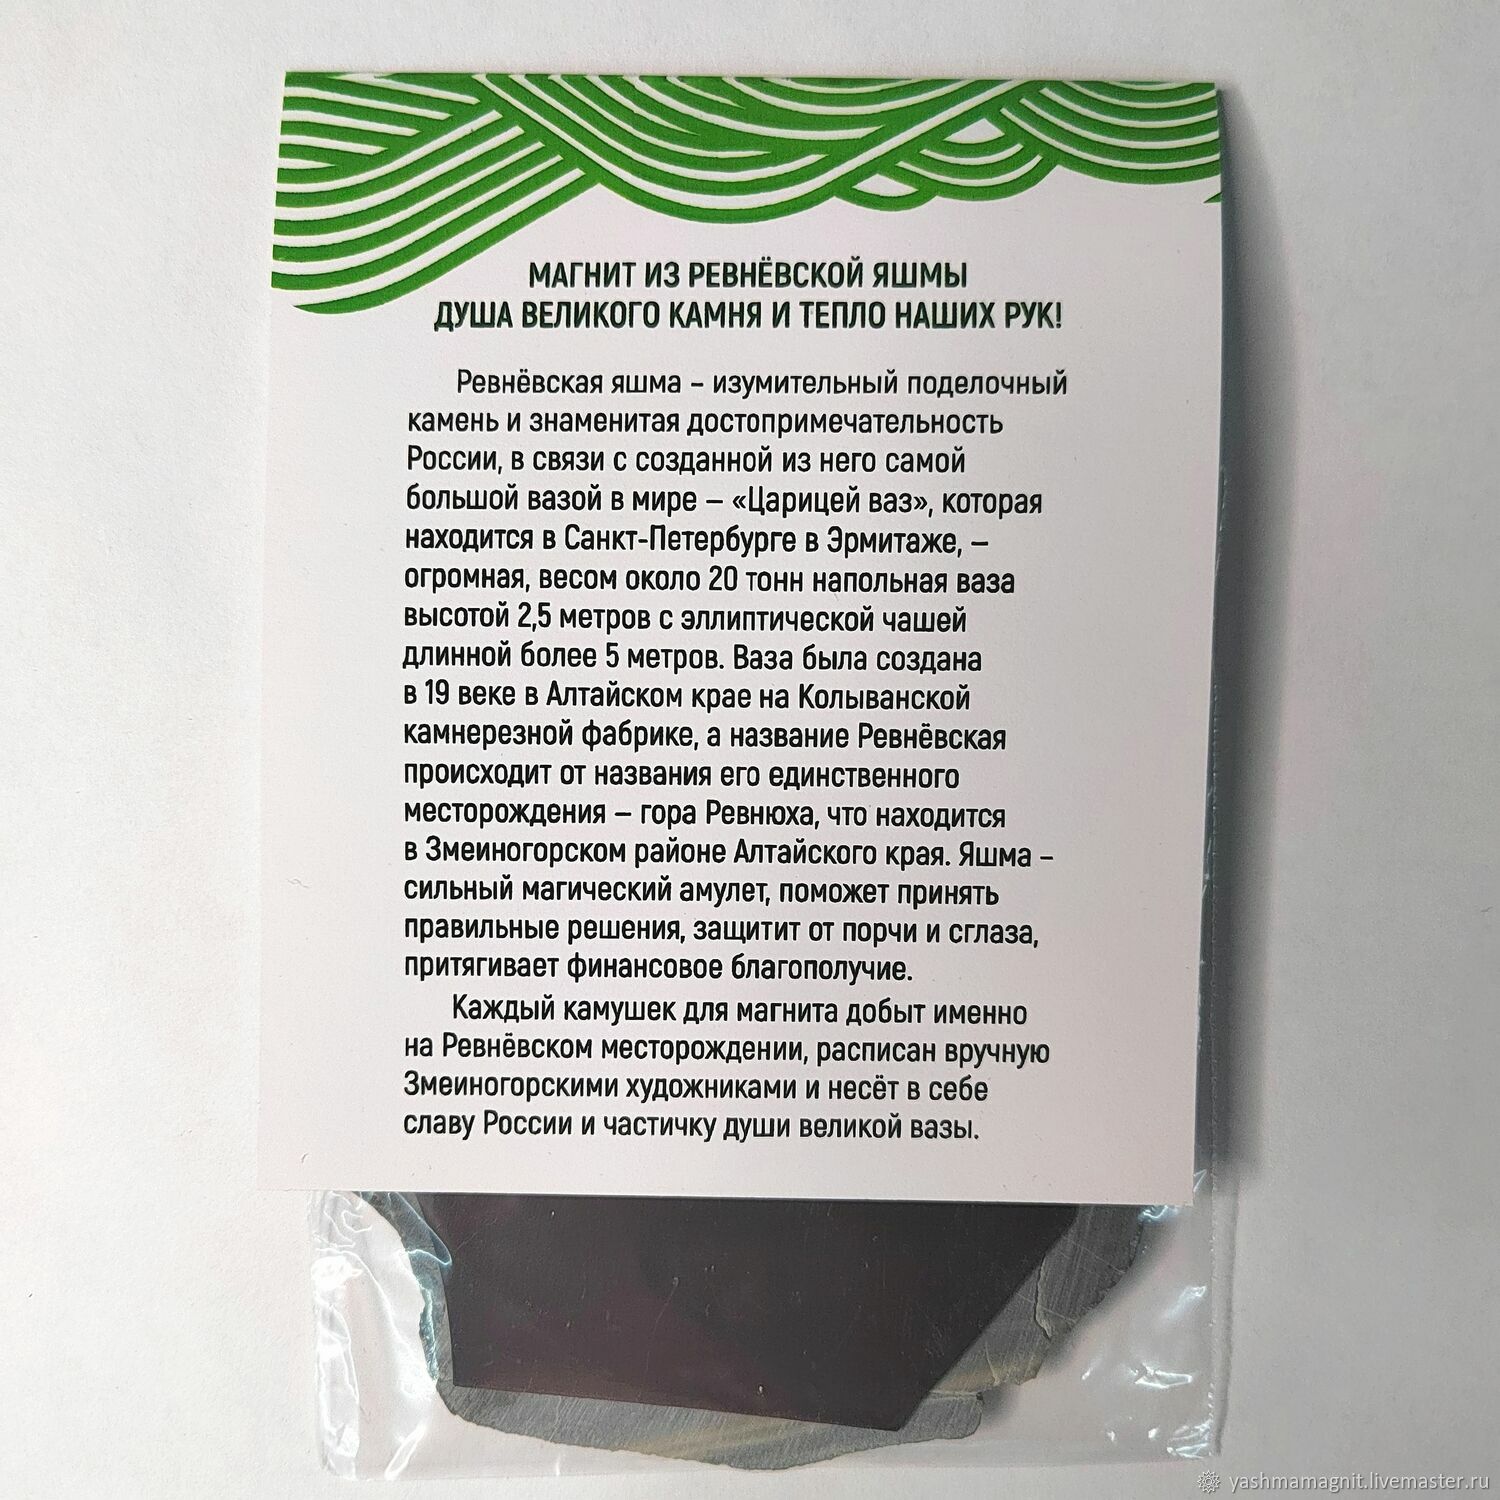 МАГНИТ ИЗ РЕВНЁВСКОЙ ЯШМЫ
ДУША ВЕЛИКОГО КАМНЯ И ТЕПЛО НАШИХ РУК!
Ревнёвская яшма – изумительный поделочный
камень и знаменитая достопримечательность
России, в связи с созданной из него самой
большой вазой в мире – «Царицей ваз», которая
находится в Санкт-Петербурге в Эрмитаже, –
огромная, весом около 20 тонн напольная ваза
высотой 2,5 метров с эллиптической чашей
длинной более 5 метров. Ваза была создана
в 19 веке в Алтайском крае на Колыванской
камнерезной фабрике, а название Ревнёвская
происходит от названия его единственного
месторождения – гора Ревнюха, что находится
в Змеиногорском районе Алтайского края. Яшма –
сильный магический амулет, поможет принять
правильные решения, защитит от порчи и сглаза,
притягивает финансовое благополучие.
Каждый камушек для магнита добыт именно
на Ревнёвском месторождении, расписан вручную
Змеиногорскими художниками и несёт в себе
славу России и частичку души великой вазы.
yashmamagnit.livemaster.ru